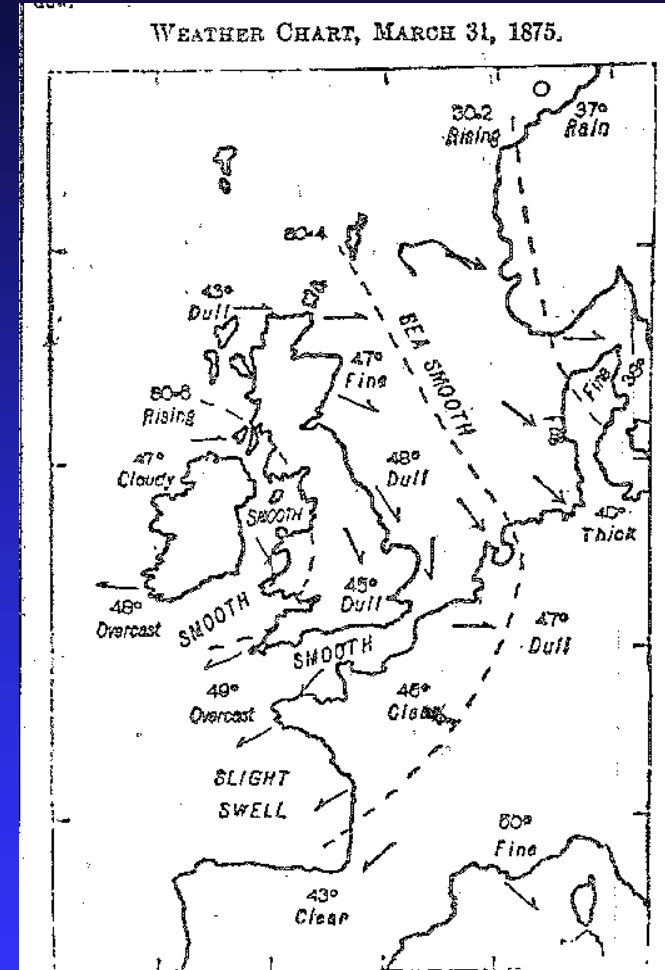 WEATHER CHART, MARCH 31, 1875.
30·2
Rising
37°
Rain
30·4
43°
Dull
47°
Fine
SEA SMOOTH
Fine
30·6
Rising
47°
Cloudy
48°
Dull
SMOOTH
40°
Thick
45°
Dull
48°
Overcast
SMOOTH
47°
Dull
SMOOTH
49°
Overcast
Clear
SLIGHT
SWELL
50°
Fine
43°
Clear